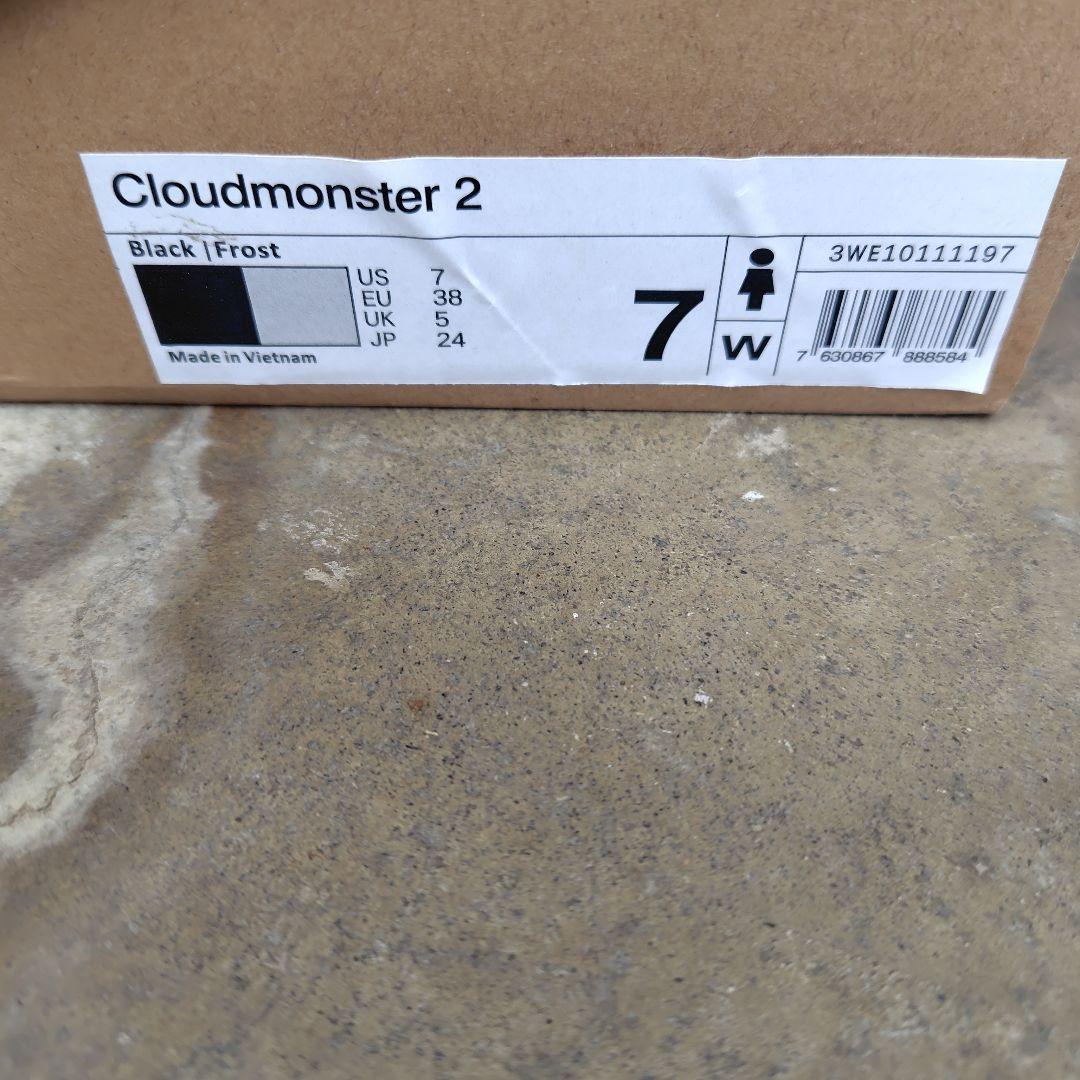 Cloudmonster 2
Black | Frost
US 7
EU 38
UK 5
JP 24
Made in Vietnam
7
W
3WE10111197
7 630867 888584